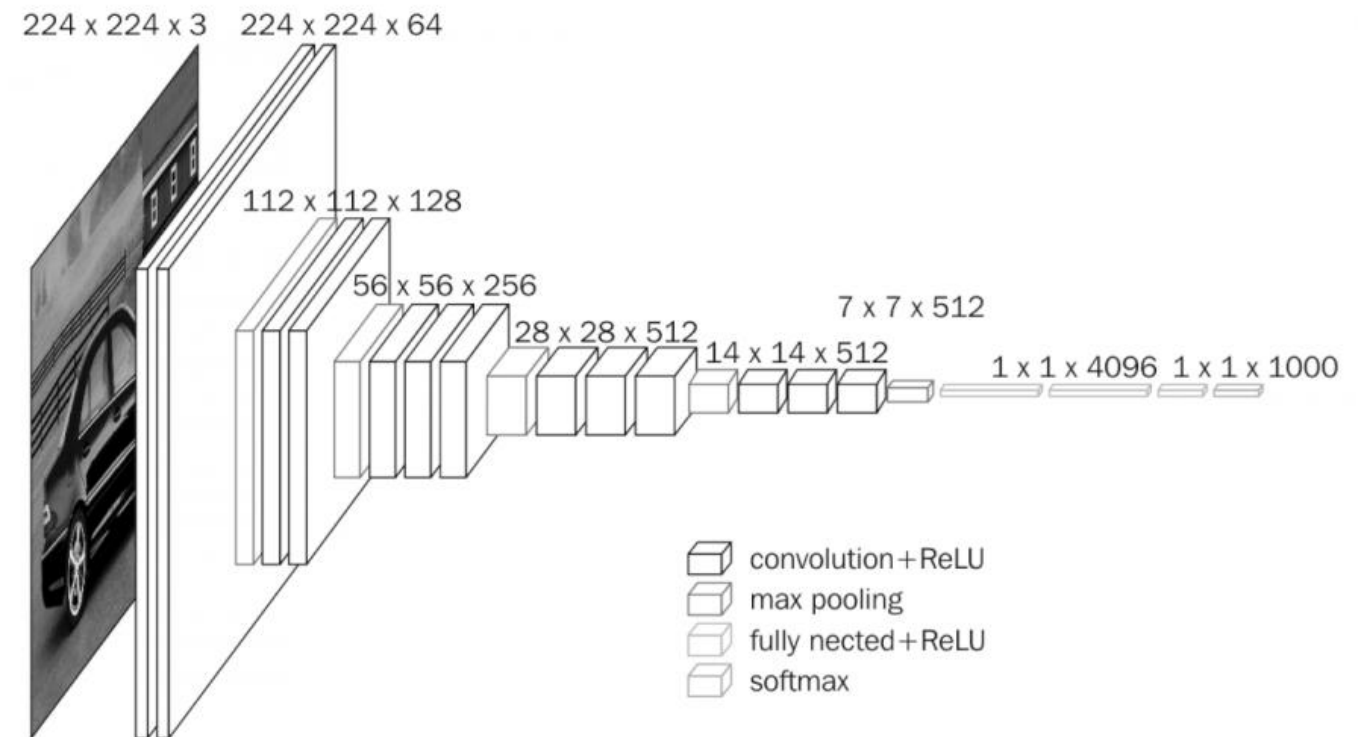 224 x 224 x 3
224 x 224 x 64
112 x 112 x 128
56 x 56 x 256
28 x 28 x 512
14 x 14 x 512
7 x 7 x 512
1 x 1 x 4096
1 x 1 x 1000
convolution+ReLU
max pooling
fully nected+ReLU
softmax